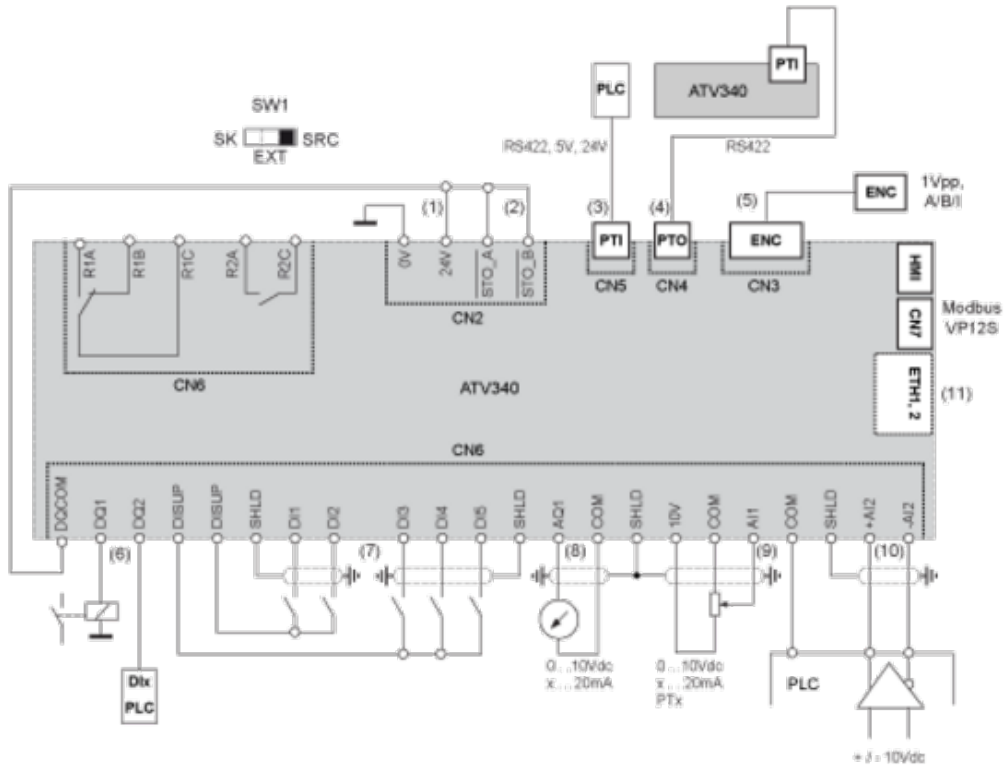 PTI
PLC
ATV340
SW1
SK
SRC
EXT
RS422, 5V, 24V
RS422
(1)
(2)
(3)
(4)
(5)
ENC
1Vpp,
A/B/I
R1A
R1B
R1C
R2A
R2C
0V
24V
STO_A
STO_B
PTI
PTO
ENC
HMI
CN5
CN4
CN3
CN2
CN7
Modbus
VP12S
CN6
ATV340
ETH1, 2
(11)
CN6
DQCOM
DQ1
DQ2
DISUP
DISUP
SHLD
DI1
DI2
DI3
DI4
DI5
SHLD
AQ1
COM
SHLD
10V
COM
AI1
COM
SHLD
+AI2
-AI2
(6)
(7)
(8)
(9)
(10)
DIx
PLC
0...10Vdc
x....20mA
0...10Vdc
x....20mA
PTx
PLC
+/- 10Vdc